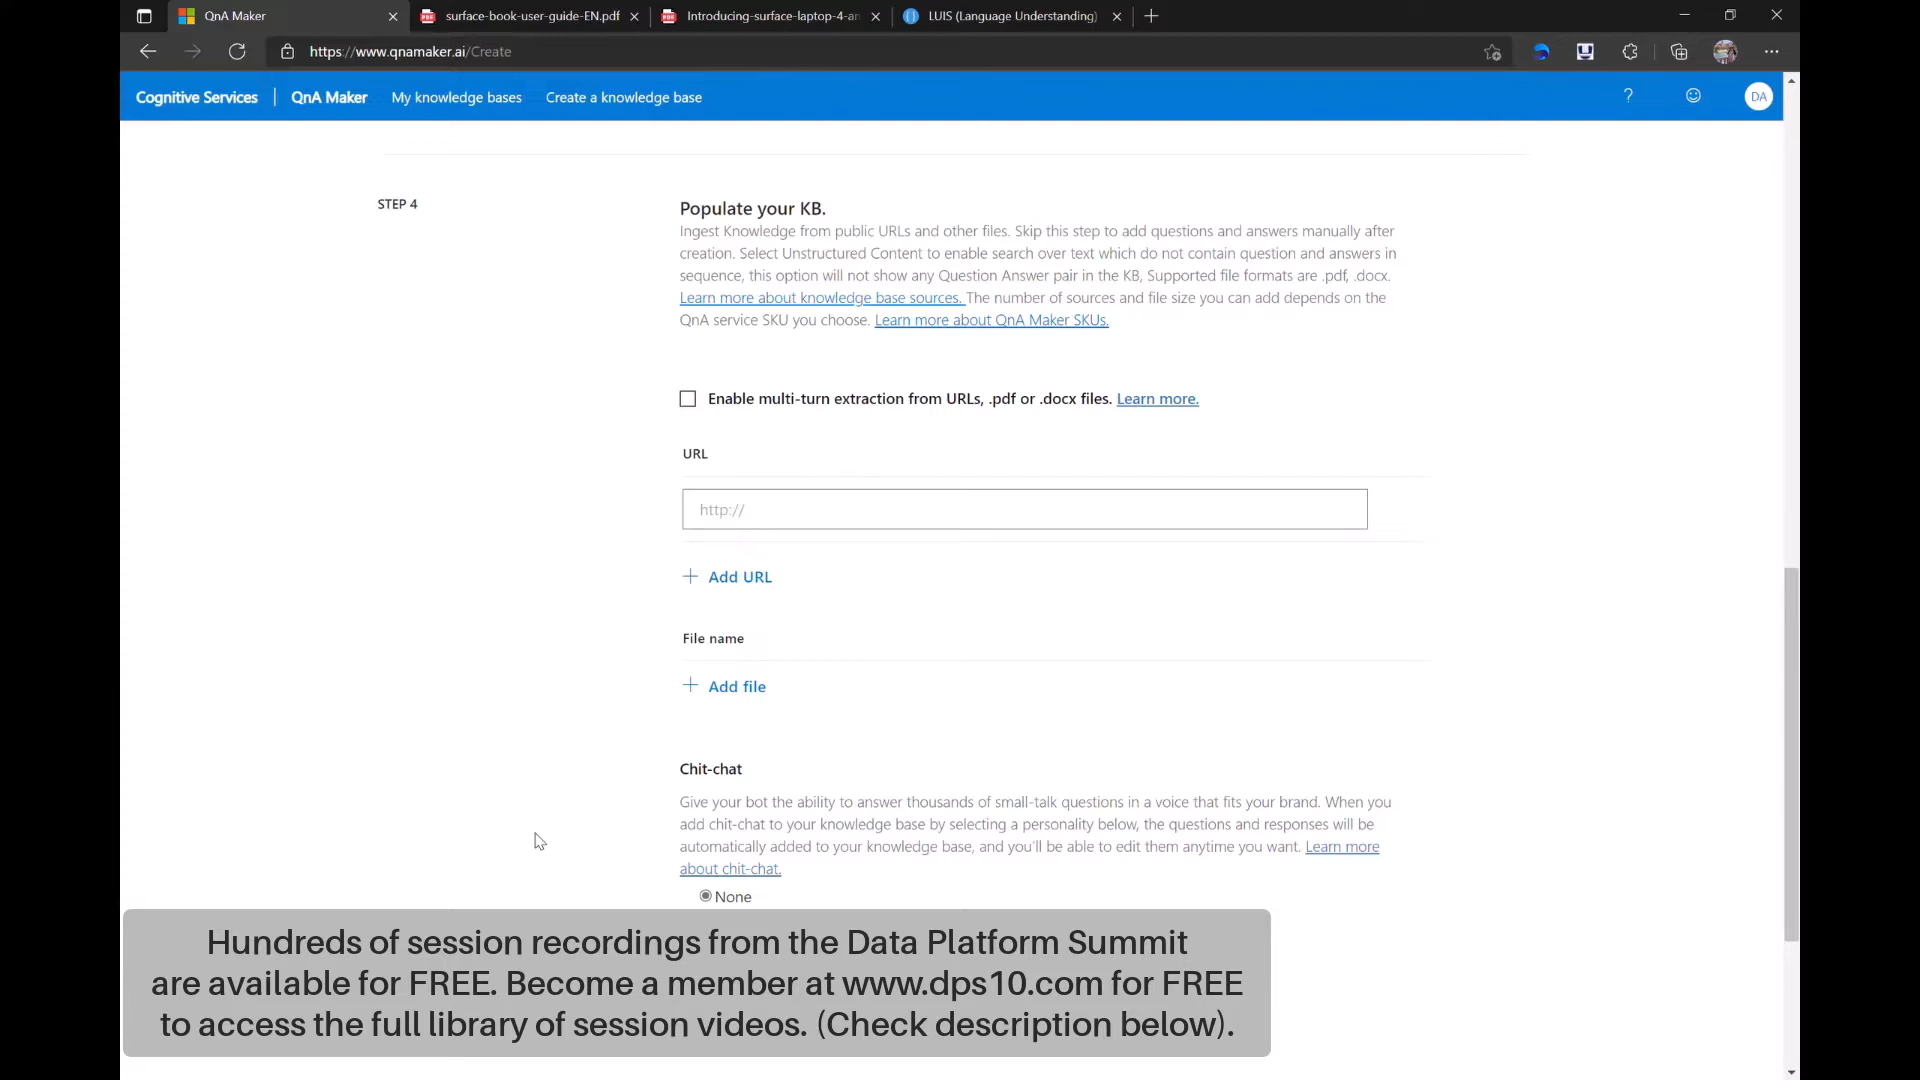 QnA Maker
surface-book-user-guide-EN.pdf
Introducing-surface-laptop-4-an
LUIS (Language Understanding)
https://www.qnamaker.ai/Create
Cognitive Services | QnA Maker My knowledge bases Create a knowledge base ? DA
STEP 4
Populate your KB.
Ingest Knowledge from public URLs and other files. Skip this step to add questions and answers manually after
creation. Select Unstructured Content to enable search over text which do not contain question and answers in
sequence, this option will not show any Question Answer pair in the KB, Supported file formats are .pdf, .docx.
Learn more about knowledge base sources. The number of sources and file size you can add depends on the
QnA service SKU you choose. Learn more about QnA Maker SKUs.
Enable multi-turn extraction from URLs, .pdf or .docx files. Learn more.
URL
http://
+ Add URL
File name
+ Add file
Chit-chat
Give your bot the ability to answer thousands of small-talk questions in a voice that fits your brand. When you
add chit-chat to your knowledge base by selecting a personality below, the questions and responses will be
automatically added to your knowledge base, and you'll be able to edit them anytime you want. Learn more
about chit-chat.
None
Hundreds of session recordings from the Data Platform Summit
are available for FREE. Become a member at www.dps10.com for FREE
to access the full library of session videos. (Check description below).